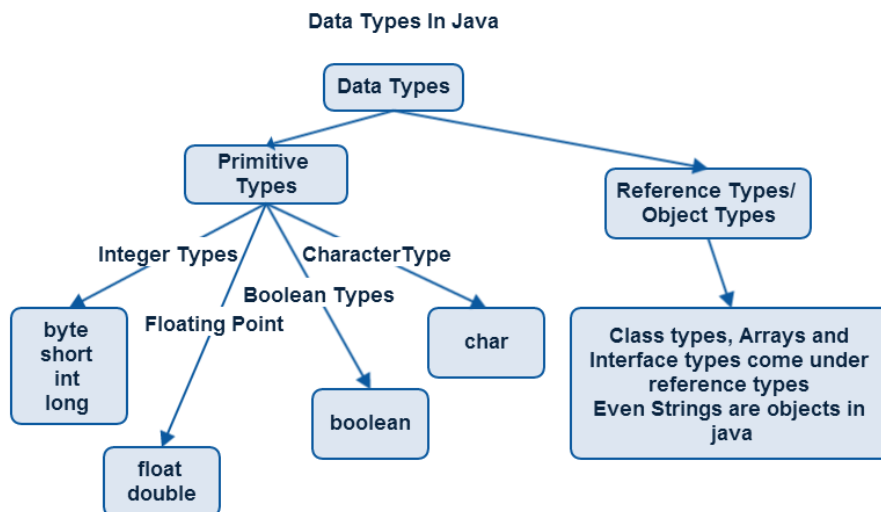 Data Types In Java
Data Types
Primitive
Types
Reference Types/
Object Types
Integer Types
CharacterType
Boolean Types
Floating Point
byte
short
int
long
char
boolean
float
double
Class types, Arrays and
Interface types come under
reference types
Even Strings are objects in
java